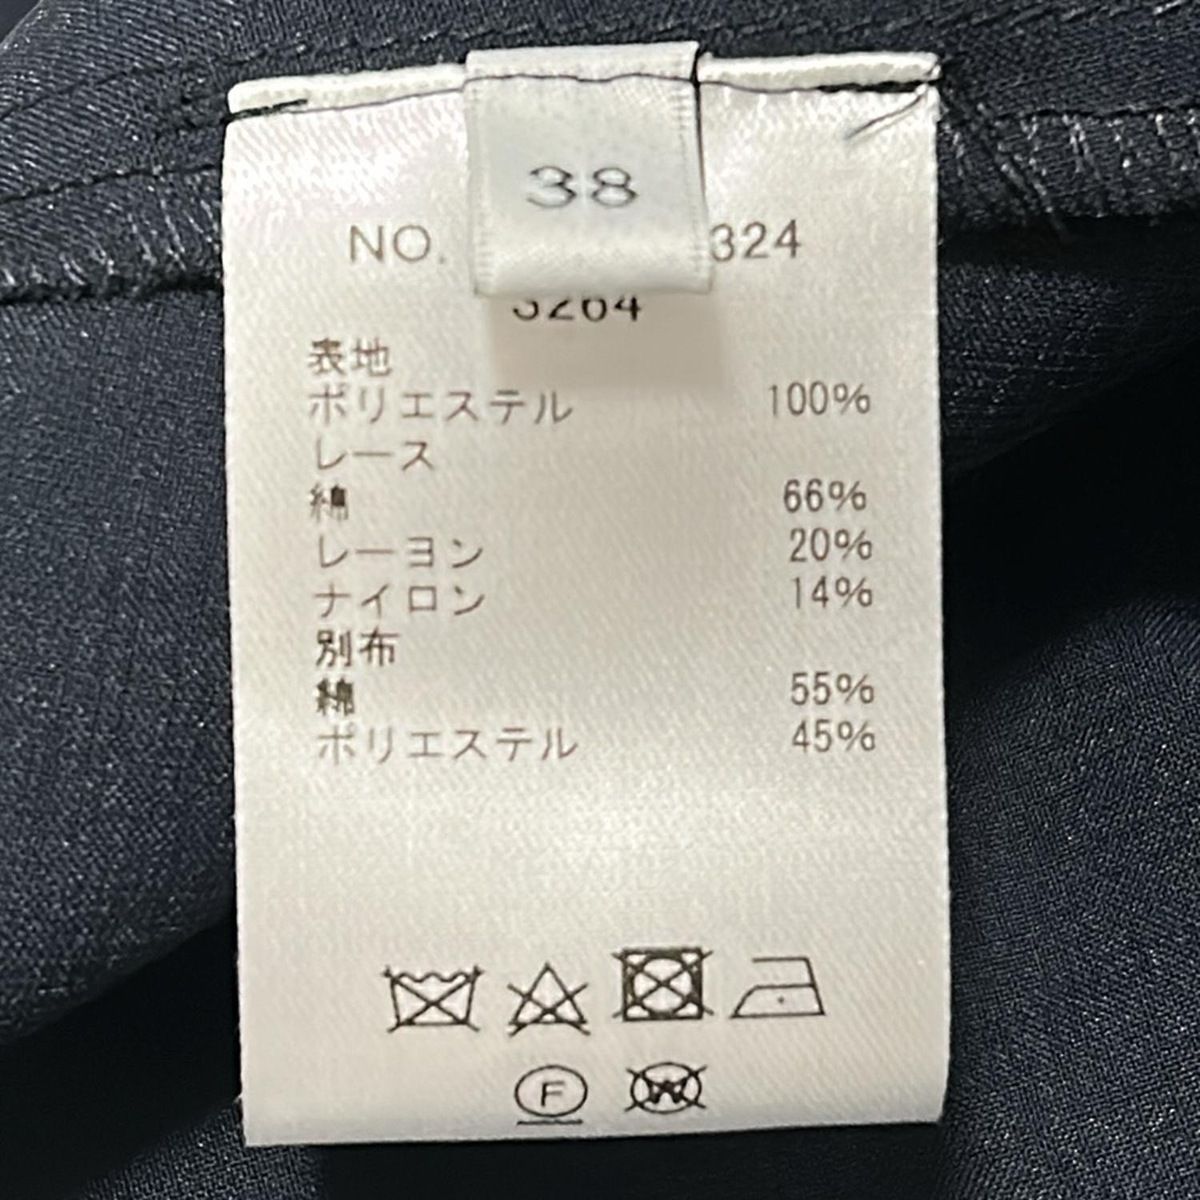 38
NO. 324
3264
表地
ポリエステル 100%
レース
綿 66%
レーヨン 20%
ナイロン 14%
別布
綿 55%
ポリエステル 45%
F W